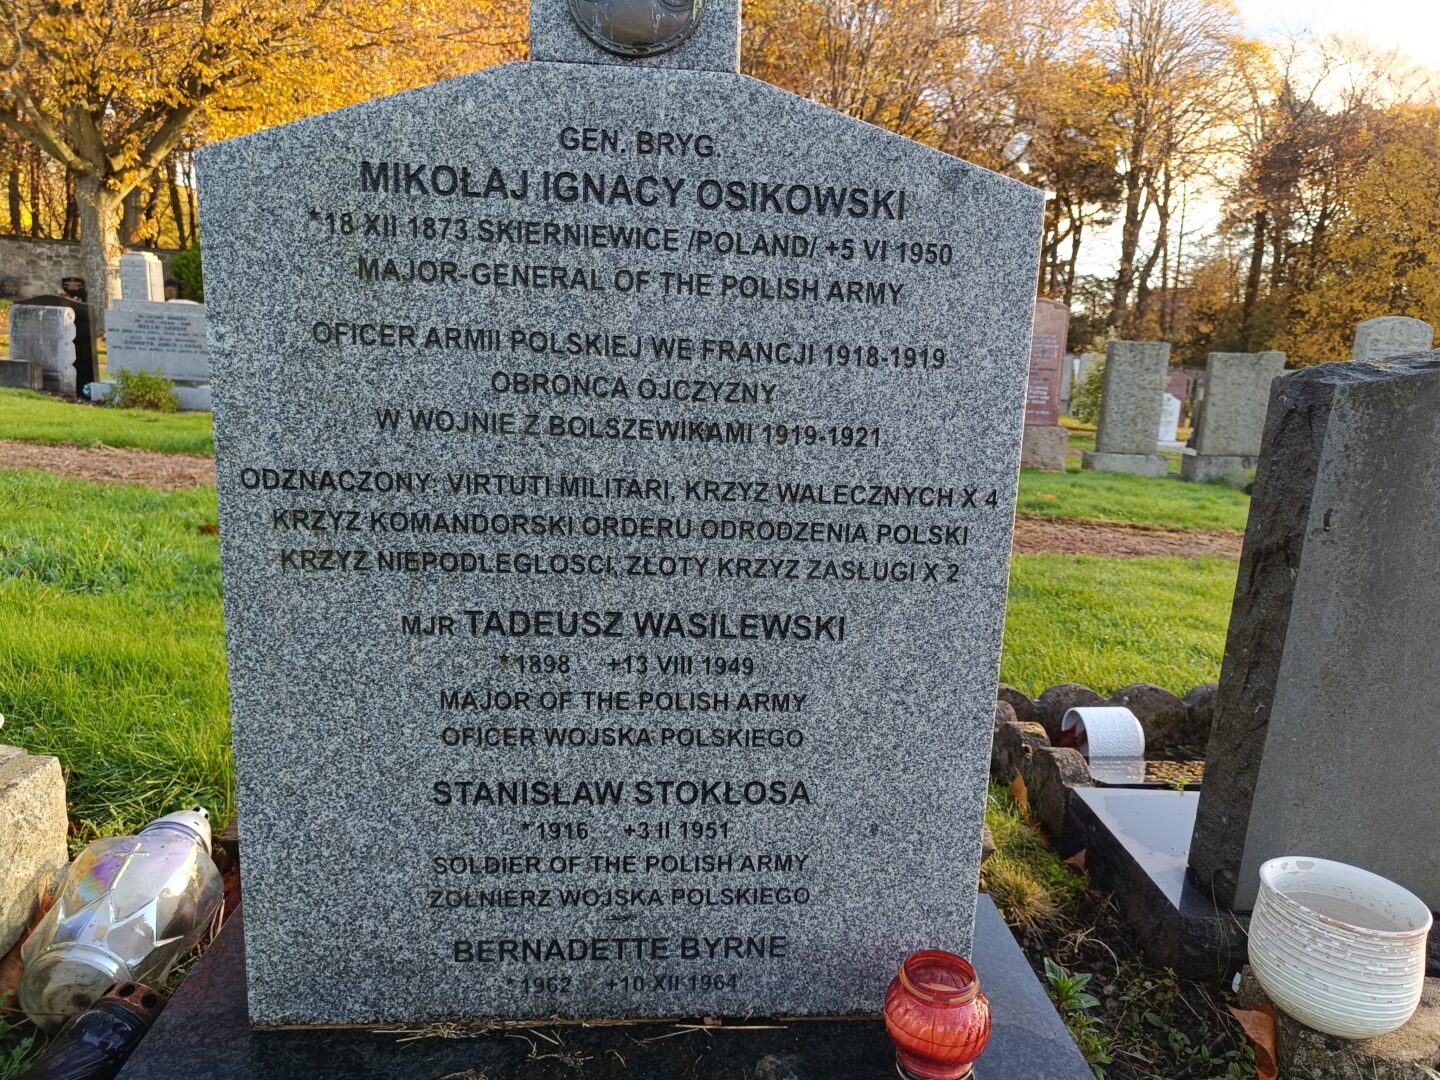 GEN. BRYG.
MIKOŁAJ IGNACY OSIKOWSKI
*18 XII 1873 SKIERNIEWICE /POLAND/ +5 VI 1950
MAJOR-GENERAL OF THE POLISH ARMY
OFICER ARMII POLSKIEJ WE FRANCJI 1918-1919
OBRONCA OJCZYZNY
W WOJNIE Z BOLSZEWIKAMI 1919-1921
ODZNACZONY: VIRTUTI MILITARI, KRZYZ WALECZNYCH X 4
KRZYZ KOMANDORSKI ORDERU ODRODZENIA POLSKI
KRZYZ NIEPODLEGLOSCI, ZŁOTY KRZYZ ZASŁUGI X 2
MJR TADEUSZ WASILEWSKI
*1898 +13 VIII 1949
MAJOR OF THE POLISH ARMY
OFICER WOJSKA POLSKIEGO
STANISŁAW STOKŁOSA
*1916 +3 II 1951
SOLDIER OF THE POLISH ARMY
ZOLNIERZ WOJSKA POLSKIEGO
BERNADETTE BYRNE
*1962 +10 XII 1964